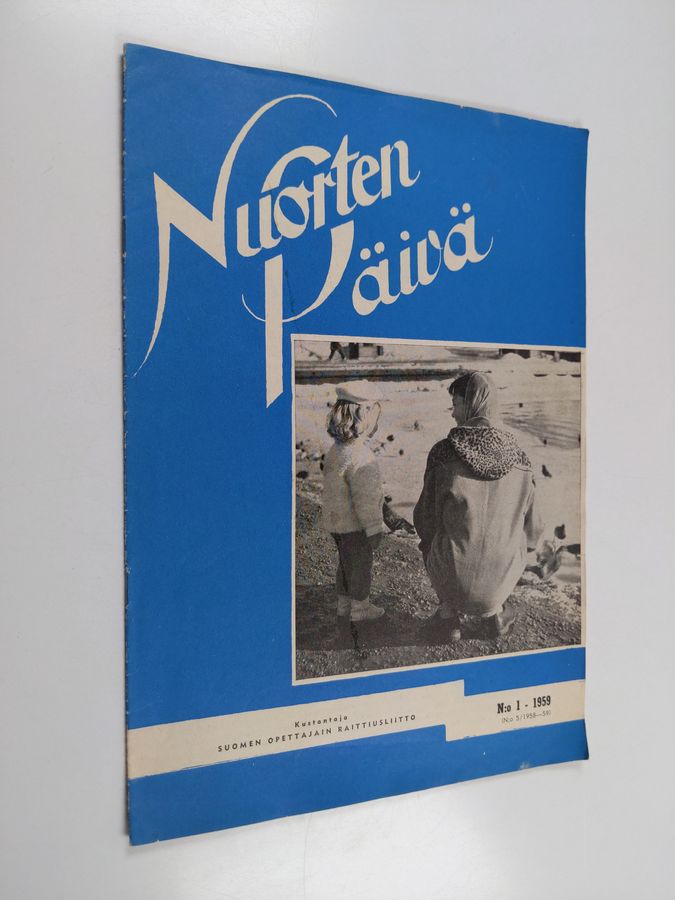 Nuorten
Päivä
Kustantaja
SUOMEN OPETTAJAIN RAITTIUSLIITTO
N:o 1 - 1959
(N:o 5/1958—59)